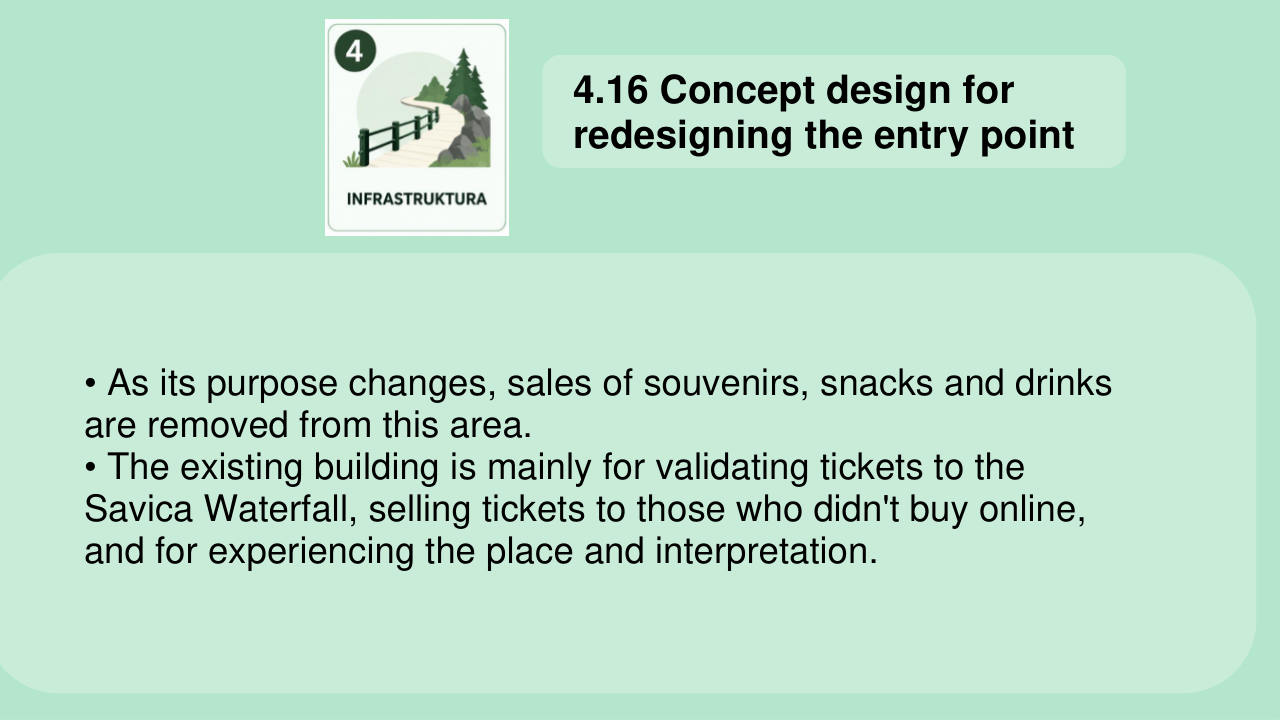 4
INFRASTRUKTURA
4.16 Concept design for
redesigning the entry point
• As its purpose changes, sales of souvenirs, snacks and drinks
are removed from this area.
• The existing building is mainly for validating tickets to the
Savica Waterfall, selling tickets to those who didn't buy online,
and for experiencing the place and interpretation.